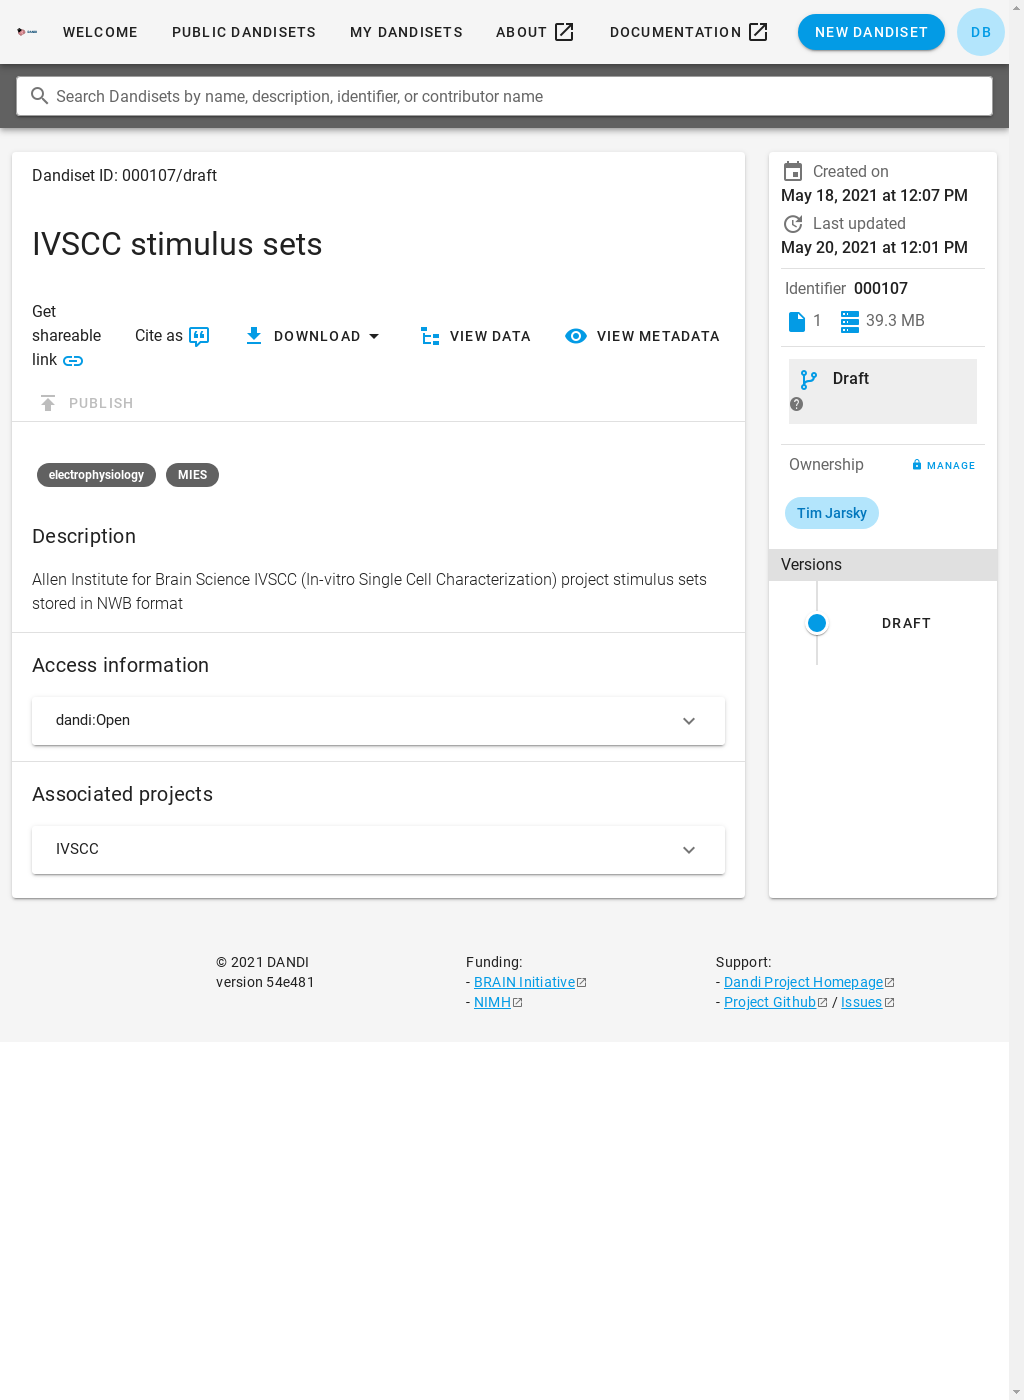 WELCOME
PUBLIC DANDISETS
MY DANDISETS
ABOUT
DOCUMENTATION
NEW DANDISET
DB
Search Dandisets by name, description, identifier, or contributor name
Dandiset ID: 000107/draft
IVSCC stimulus sets
Get
shareable
link
Cite as
DOWNLOAD
VIEW DATA
VIEW METADATA
PUBLISH
electrophysiology
MIES
Description
Allen Institute for Brain Science IVSCC (In-vitro Single Cell Characterization) project stimulus sets
stored in NWB format
Access information
dandi:Open
Associated projects
IVSCC
Created on
May 18, 2021 at 12:07 PM
Last updated
May 20, 2021 at 12:01 PM
Identifier 000107
1
39.3 MB
Draft
Ownership
MANAGE
Tim Jarsky
Versions
DRAFT
© 2021 DANDI
version 54e481
Funding:
- BRAIN Initiative
- NIMH
Support:
- Dandi Project Homepage
- Project Github / Issues